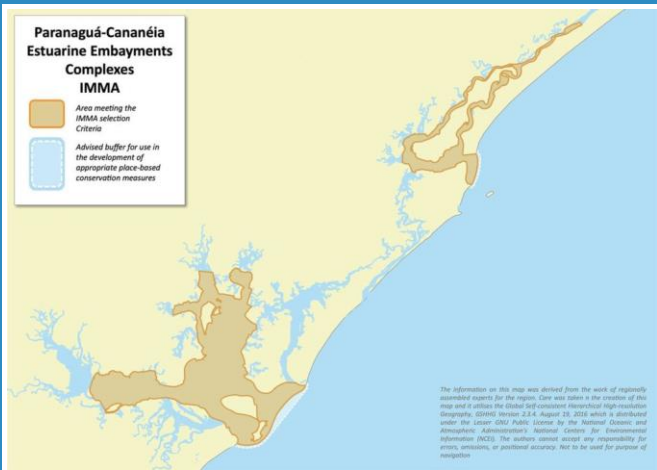 Paranaguá-Cananéia
Estuarine Embayments
Complexes
IMMA
Area meeting the
IMMA selection
Criteria
Advised buffer for use in
the development of
appropriate place-based
conservation measures
The information on this map was derived from the work of regionally
assembled experts for the region. Care was taken in the creation of this
map and it utilises the Global Self-consistent Hierarchical High-resolution
Geography, GSHHG Version 2.3.4. August 19, 2016 which is distributed
under the Lesser GNU Public License by the National Oceanic and
Atmospheric Administration's National Centers for Environmental
Information (NCEI). The authors cannot accept any responsibility for
errors, omissions, or positional accuracy. Not to be used for purpose of
navigation